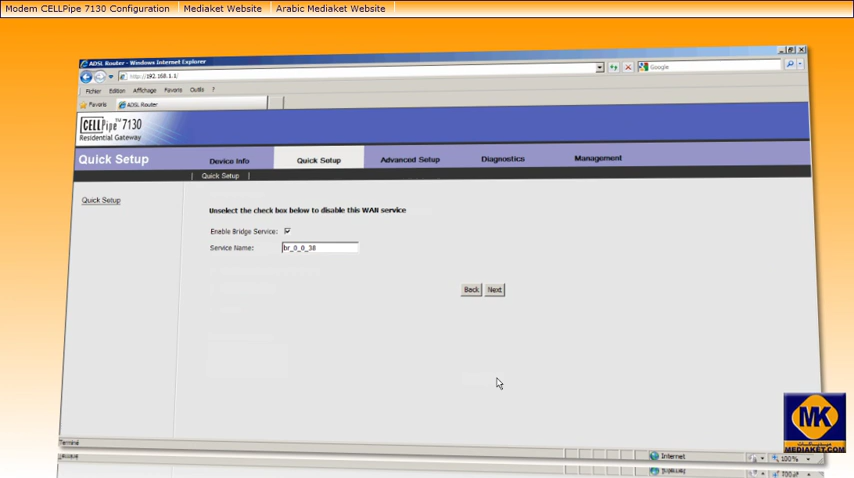 Modem CELLPipe 7130 Configuration Mediaket Website Arabic Mediaket Website
ADSL Router - Windows Internet Explorer
http://192.168.1.1/
Google
Fichier Edition Affichage Favoris Outils ?
Favoris ADSL Router
CELLPipe™ 7130
Residential Gateway
Quick Setup Device Info Quick Setup Advanced Setup Diagnostics Management
Quick Setup
Quick Setup
Unselect the check box below to disable this WAN service
Enable Bridge Service:
Service Name: br_0_0_38
Back Next
MK
MEDIAKET.COM
Terminé Internet 100%